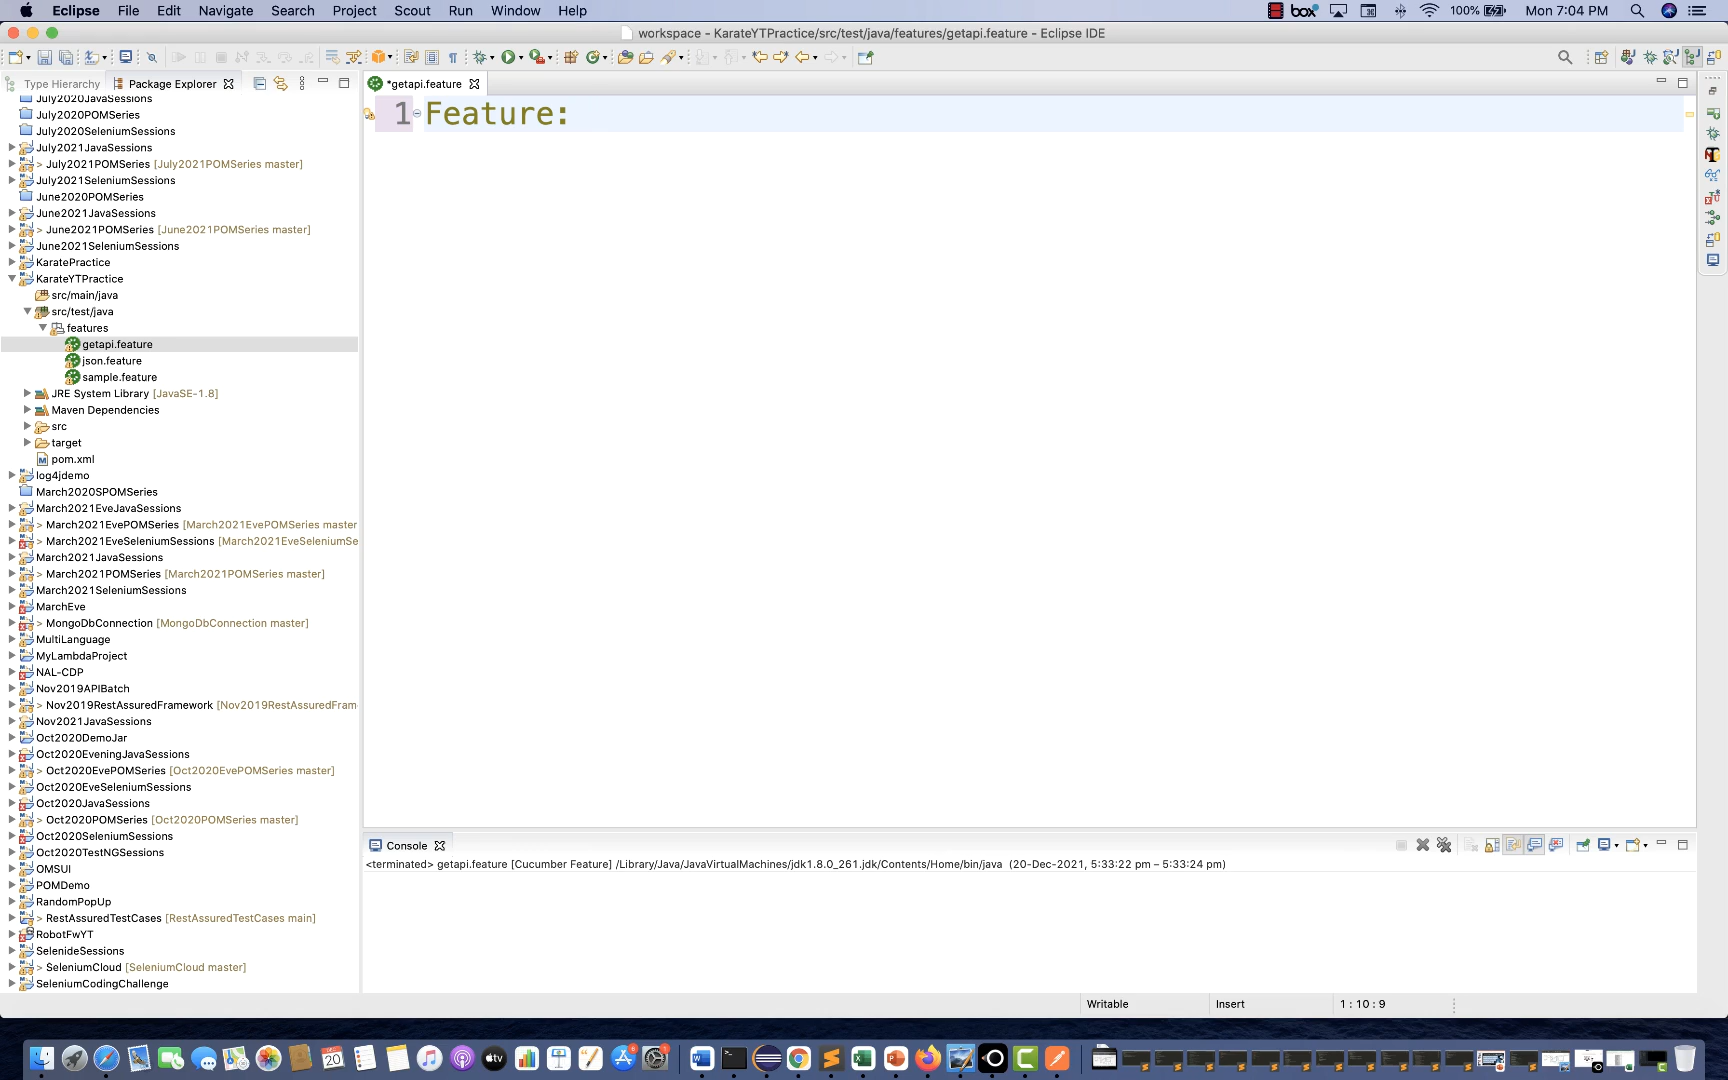 Eclipse File Edit Navigate Search Project Scout Run Window Help
box 100% Mon 7:04 PM
workspace - KarateYTPractice/src/test/java/features/getapi.feature - Eclipse IDE
Type Hierarchy Package Explorer
*getapi.feature
July2020JavaSessions
July2020POMSeries
July2020SeleniumSessions
July2021JavaSessions
> July2021POMSeries [July2021POMSeries master]
July2021SeleniumSessions
June2020POMSeries
June2021JavaSessions
> June2021POMSeries [June2021POMSeries master]
June2021SeleniumSessions
KaratePractice
KarateYTPractice
src/main/java
src/test/java
features
getapi.feature
json.feature
sample.feature
JRE System Library [JavaSE-1.8]
Maven Dependencies
src
target
pom.xml
log4jdemo
March2020SPOMSeries
March2021EveJavaSessions
> March2021EvePOMSeries [March2021EvePOMSeries master
> March2021EveSeleniumSessions [March2021EveSeleniumSe
March2021JavaSessions
> March2021POMSeries [March2021POMSeries master]
March2021SeleniumSessions
MarchEve
> MongoDbConnection [MongoDbConnection master]
MultiLanguage
MyLambdaProject
NAL-CDP
Nov2019APIBatch
> Nov2019RestAssuredFramework [Nov2019RestAssuredFram
Nov2021JavaSessions
Oct2020DemoJar
Oct2020EveningJavaSessions
> Oct2020EvePOMSeries [Oct2020EvePOMSeries master]
Oct2020EveSeleniumSessions
Oct2020JavaSessions
> Oct2020POMSeries [Oct2020POMSeries master]
Oct2020SeleniumSessions
Oct2020TestNGSessions
OMSUI
POMDemo
RandomPopUp
> RestAssuredTestCases [RestAssuredTestCases main]
RobotFwYT
SelenideSessions
> SeleniumCloud [SeleniumCloud master]
SeleniumCodingChallenge
1 Feature:
Console
<terminated> getapi.feature [Cucumber Feature] /Library/Java/JavaVirtualMachines/jdk1.8.0_261.jdk/Contents/Home/bin/java (20-Dec-2021, 5:33:22 pm – 5:33:24 pm)
Writable Insert 1 : 10 : 9
20 tv